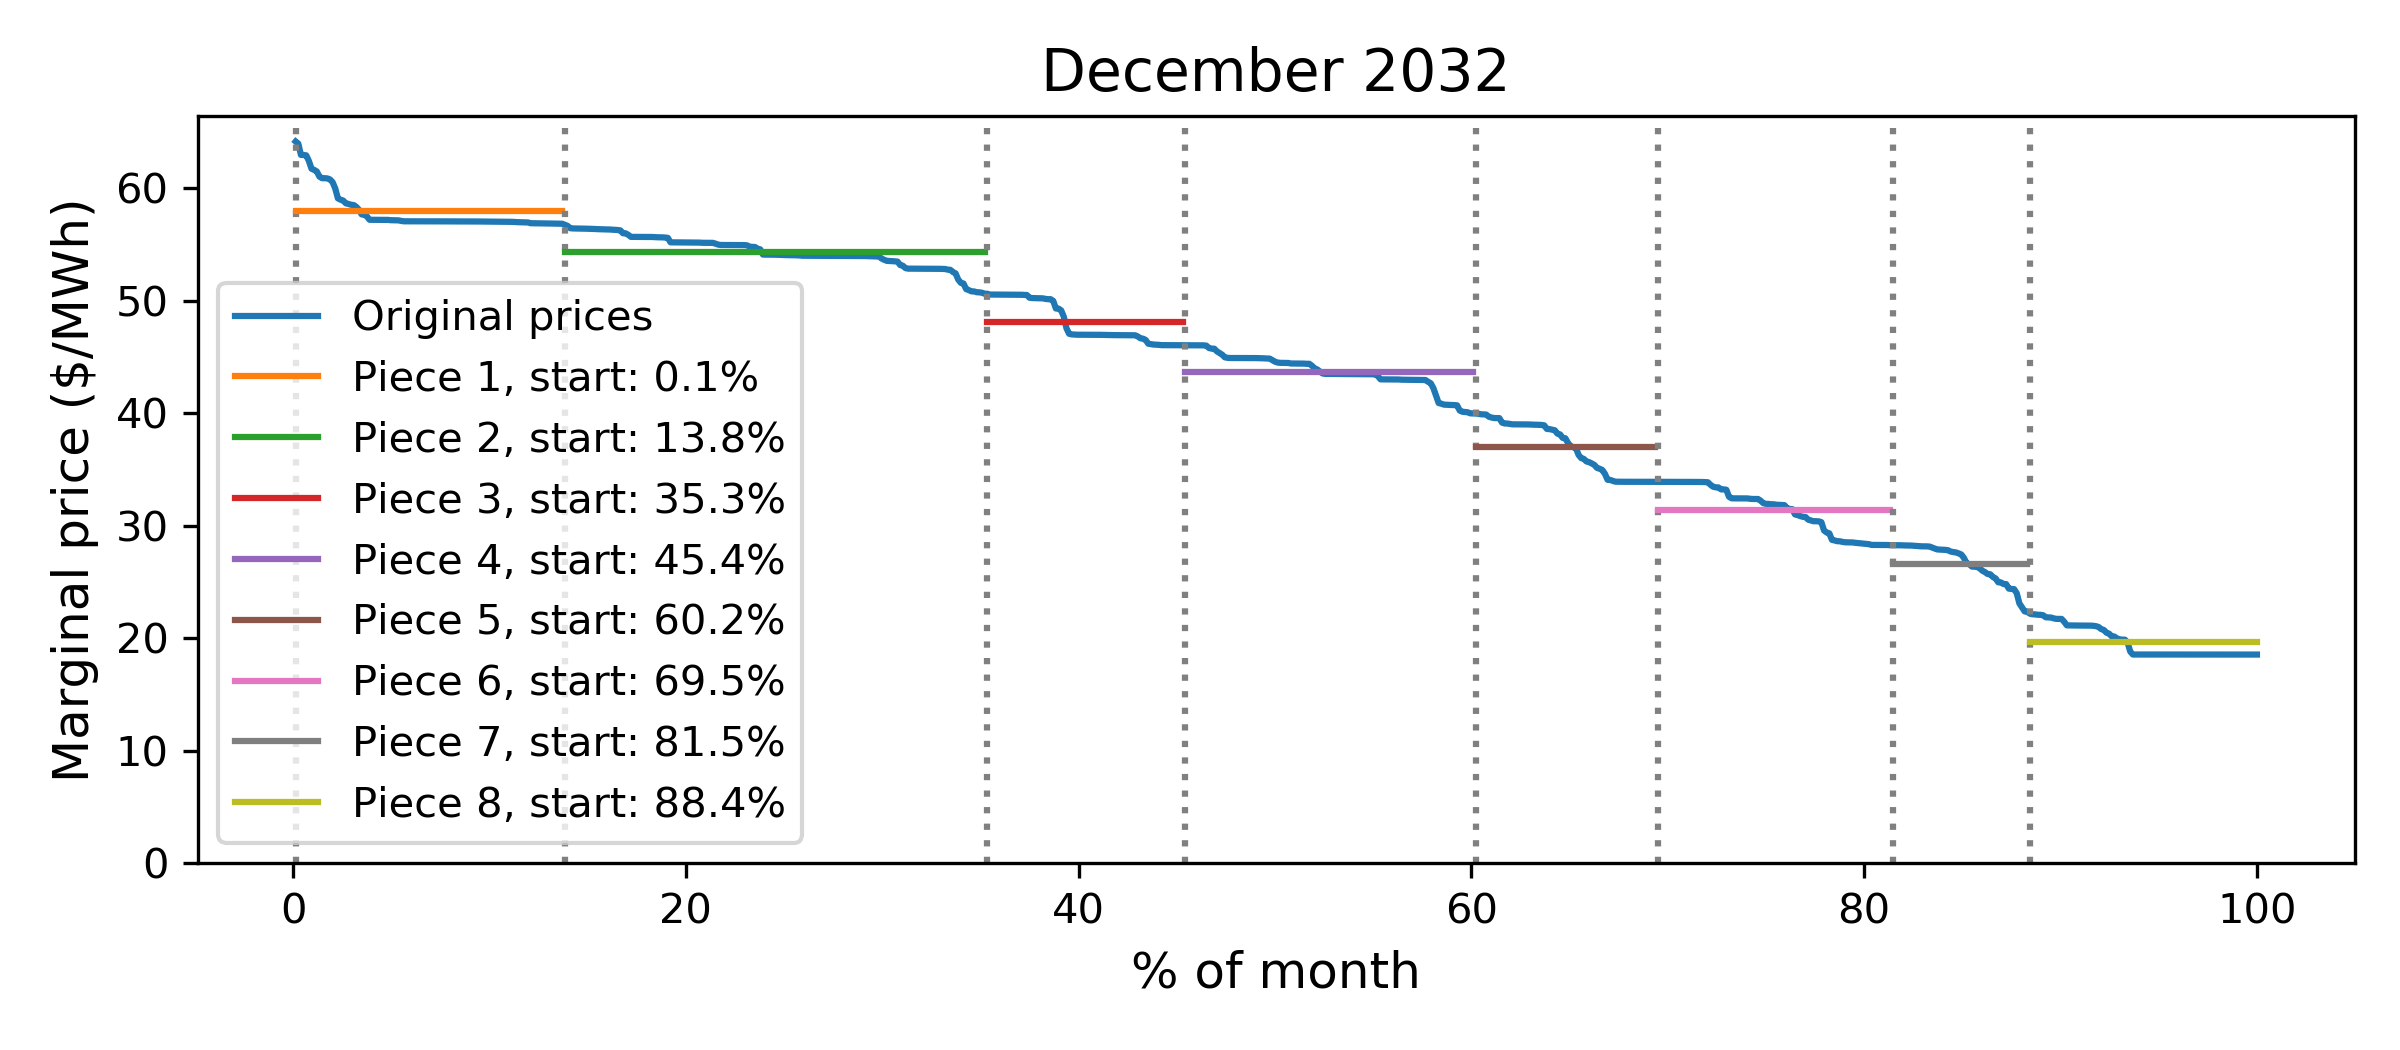 December 2032
Marginal price ($/MWh)
60
50
40
30
20
10
0
Original prices
Piece 1, start: 0.1%
Piece 2, start: 13.8%
Piece 3, start: 35.3%
Piece 4, start: 45.4%
Piece 5, start: 60.2%
Piece 6, start: 69.5%
Piece 7, start: 81.5%
Piece 8, start: 88.4%
0 20 40 60 80 100
% of month